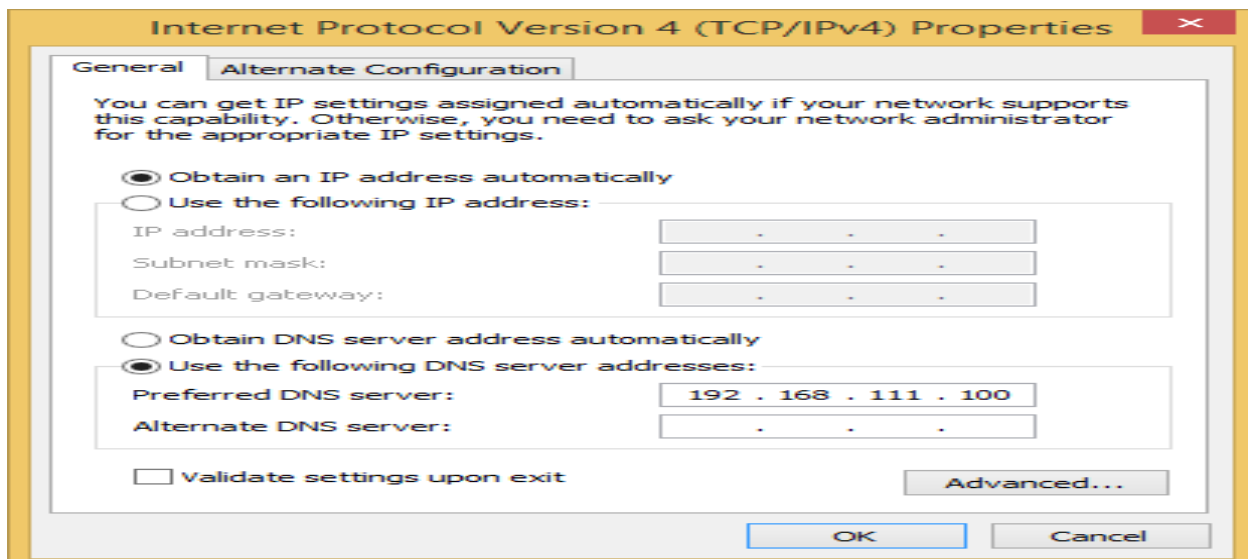 Internet Protocol Version 4 (TCP/IPv4) Properties
General
Alternate Configuration
You can get IP settings assigned automatically if your network supports
this capability. Otherwise, you need to ask your network administrator
for the appropriate IP settings.
Obtain an IP address automatically
Use the following IP address:
IP address:
. . .
Subnet mask:
. . .
Default gateway:
. . .
Obtain DNS server address automatically
Use the following DNS server addresses:
Preferred DNS server:
192 . 168 . 111 . 100
Alternate DNS server:
. . .
Validate settings upon exit
Advanced...
OK
Cancel